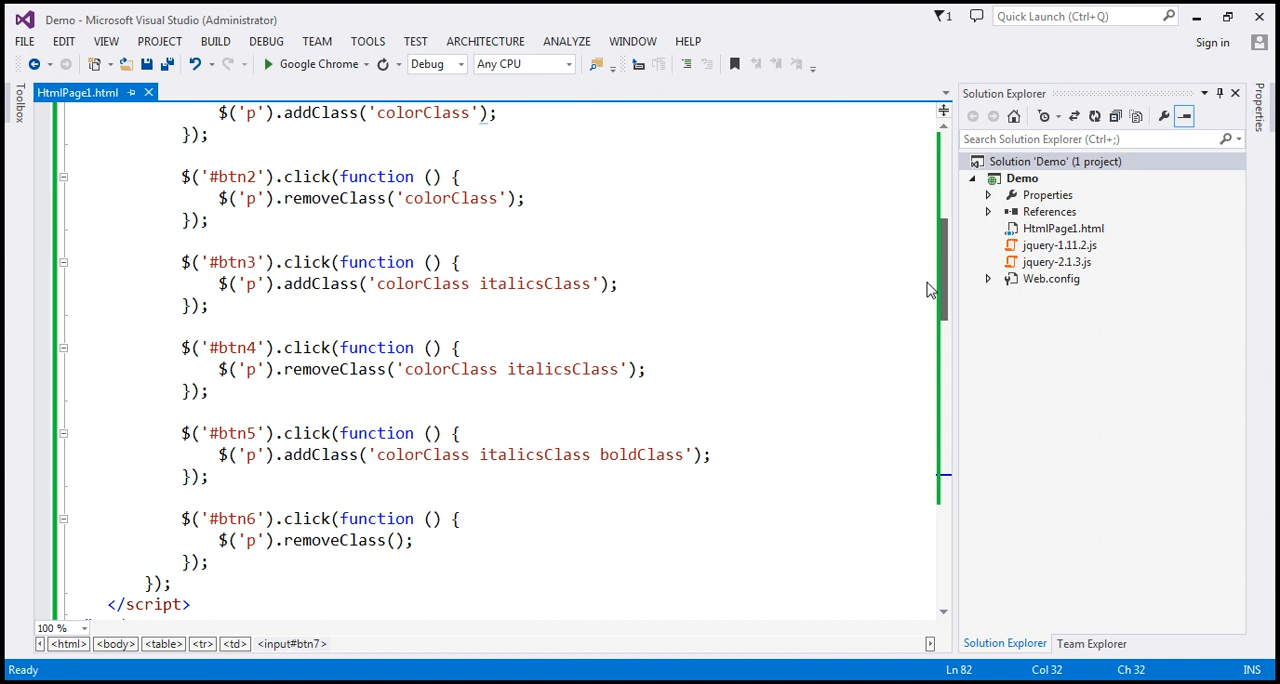 Demo - Microsoft Visual Studio (Administrator)
1
Quick Launch (Ctrl+Q)
FILE EDIT VIEW PROJECT BUILD DEBUG TEAM TOOLS TEST ARCHITECTURE ANALYZE WINDOW HELP
Sign in
Google Chrome Debug Any CPU
Toolbox
HtmlPage1.html
$('p').addClass('colorClass');
});
$('#btn2').click(function () {
$('p').removeClass('colorClass');
});
$('#btn3').click(function () {
$('p').addClass('colorClass italicsClass');
});
$('#btn4').click(function () {
$('p').removeClass('colorClass italicsClass');
});
$('#btn5').click(function () {
$('p').addClass('colorClass italicsClass boldClass');
});
$('#btn6').click(function () {
$('p').removeClass();
});
});
</script>
100 %
<html> <body> <table> <tr> <td> <input#btn7>
Solution Explorer
Search Solution Explorer (Ctrl+;)
Solution 'Demo' (1 project)
Demo
Properties
References
HtmlPage1.html
jquery-1.11.2.js
jquery-2.1.3.js
Web.config
Solution Explorer Team Explorer
Properties
Ready Ln 82 Col 32 Ch 32 INS